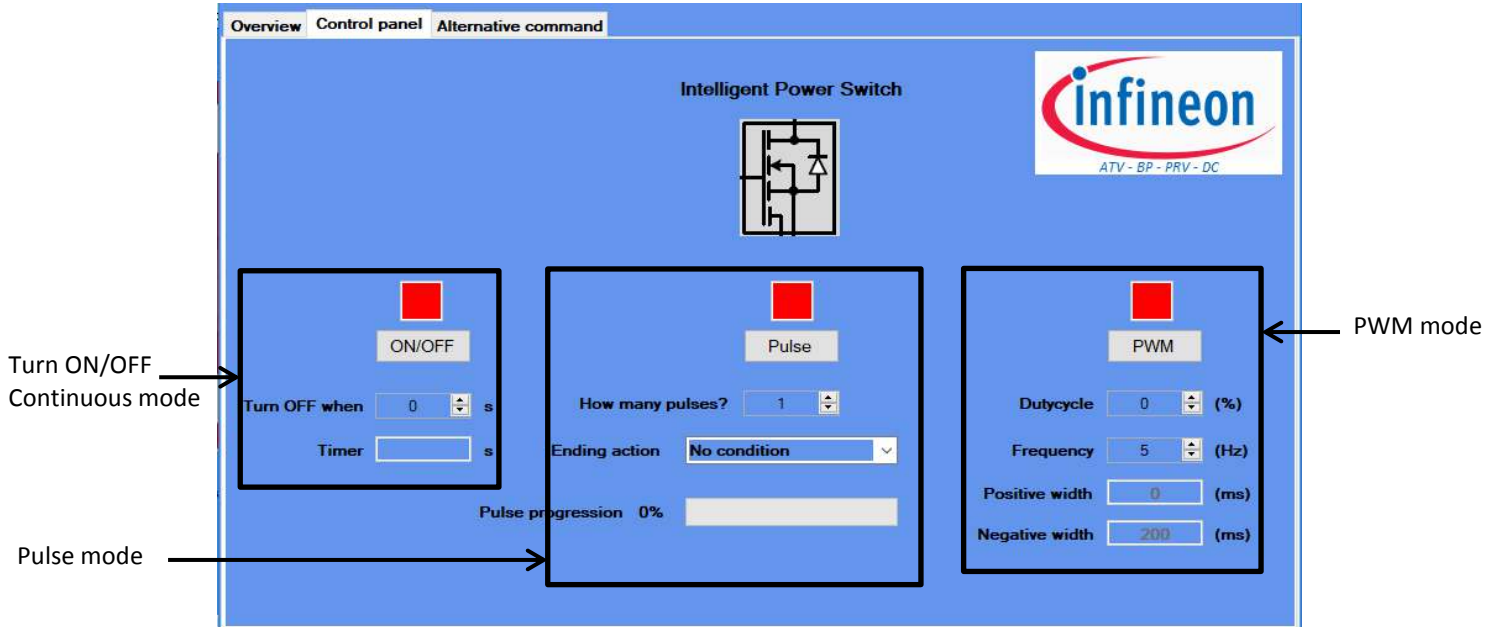 Overview Control panel Alternative command
Intelligent Power Switch
infineon
ATV - BP - PRV - DC
Turn ON/OFF
Continuous mode
ON/OFF
Turn OFF when 0 s
Timer s
Pulse mode
Pulse
How many pulses? 1
Ending action No condition
Pulse progression 0%
PWM mode
PWM
Dutycycle 0 (%)
Frequency 5 (Hz)
Positive width 0 (ms)
Negative width 200 (ms)